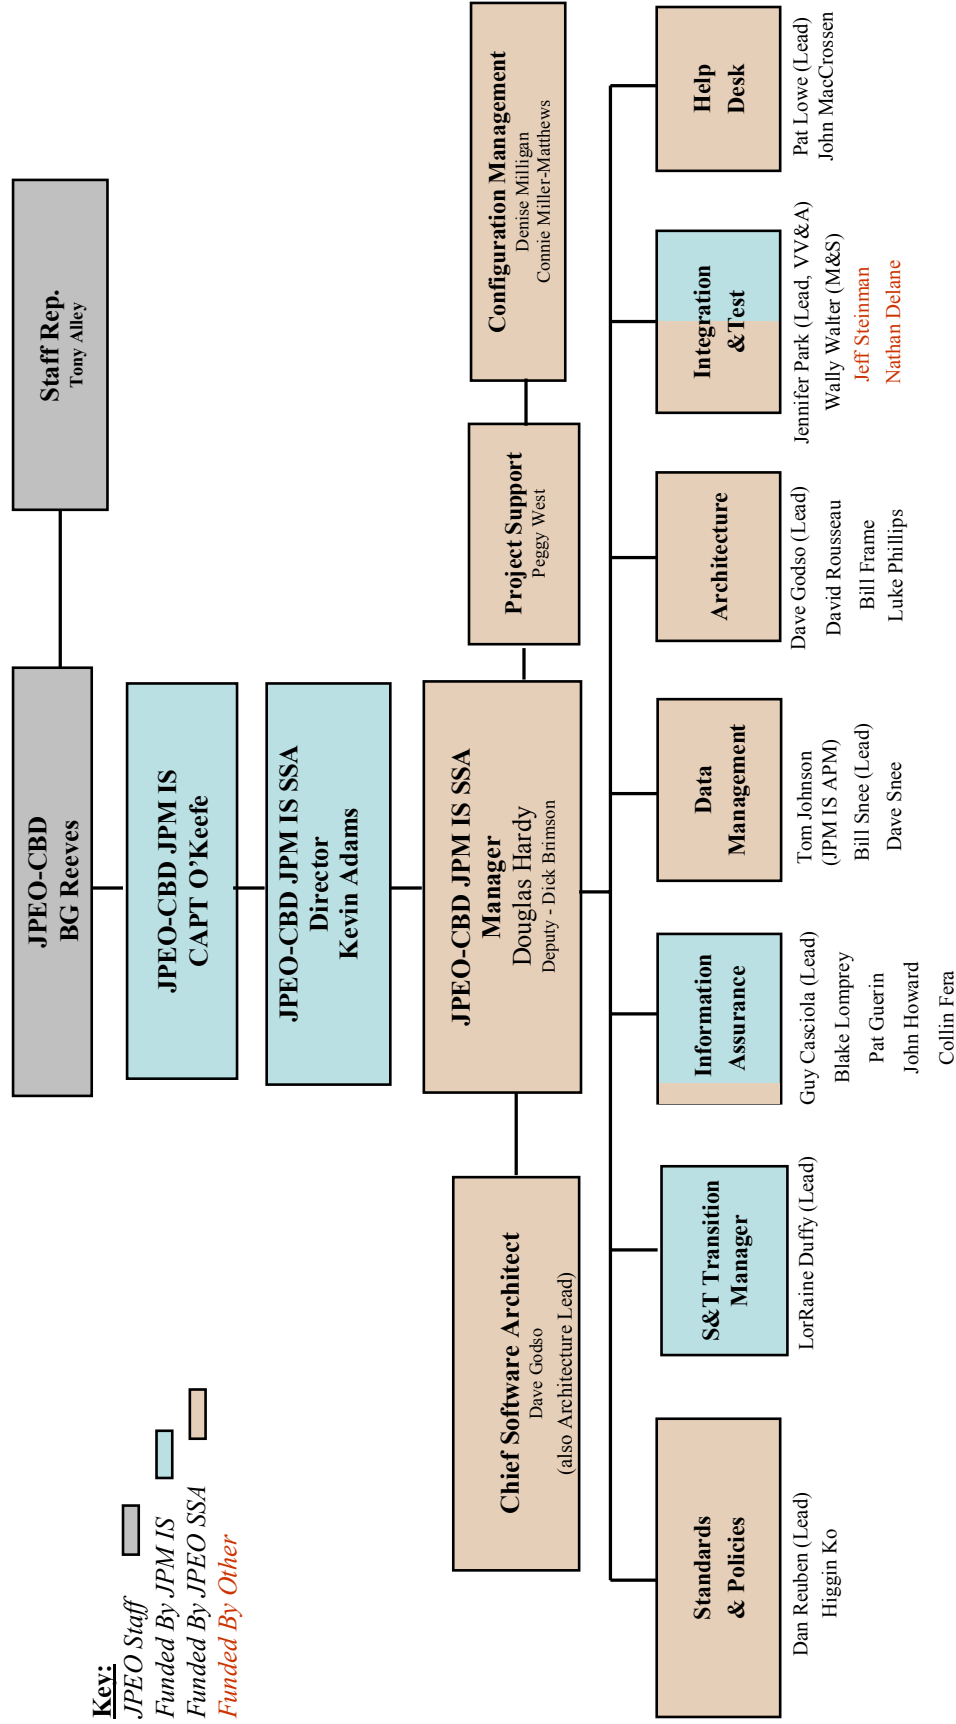 JPEO-CBD
BG Reeves
Staff Rep.
Tony Alley
Key:
JPEO Staff
Funded By JPM IS
Funded By JPEO SSA
Funded By Other
JPEO-CBD JPM IS
CAPT O’Keefe
JPEO-CBD JPM IS SSA
Director
Kevin Adams
JPEO-CBD JPM IS SSA
Manager
Douglas Hardy
Deputy - Dick Brimson
Chief Software Architect
Dave Godso
(also Architecture Lead)
Project Support
Peggy West
Configuration Management
Denise Milligan
Connie Miller-Matthews
Standards
& Policies
Dan Reuben (Lead)
Higgin Ko
S&T Transition
Manager
LorRaine Duffy (Lead)
Information
Assurance
Guy Casciola (Lead)
Blake Lomprey
Pat Guerin
John Howard
Collin Fera
Data
Management
Tom Johnson
(JPM IS APM)
Bill Snee (Lead)
Dave Snee
Architecture
Dave Godso (Lead)
David Rousseau
Bill Frame
Luke Phillips
Integration
&Test
Jennifer Park (Lead, VV&A)
Wally Walter (M&S)
Jeff Steinman
Nathan Delane
Help
Desk
Pat Lowe (Lead)
John MacCrossen